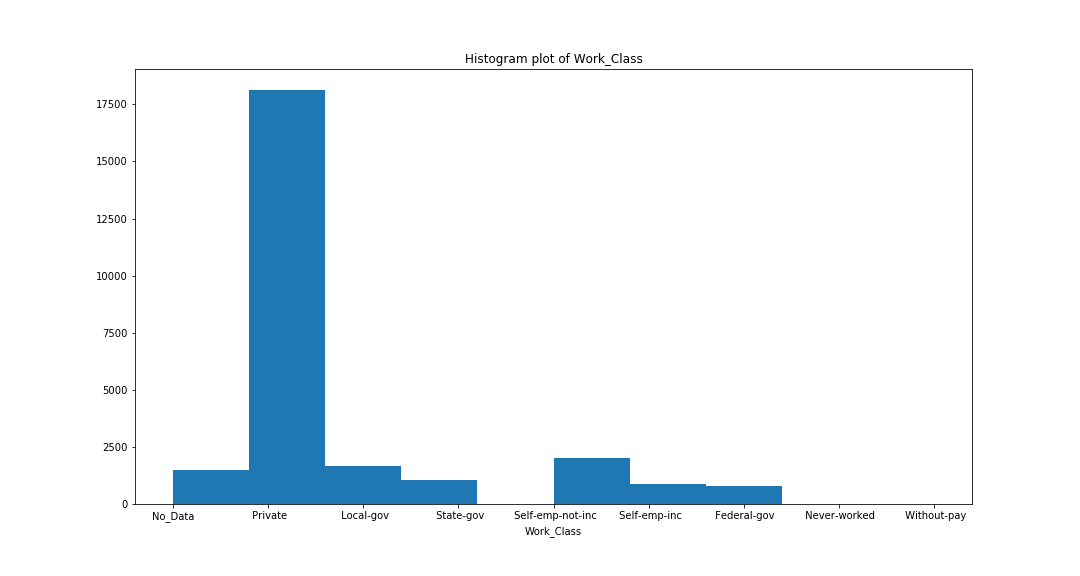 Histogram plot of Work_Class
17500
15000
12500
10000
7500
5000
2500
0
No_Data Private Local-gov State-gov Self-emp-not-inc Self-emp-inc Federal-gov Never-worked Without-pay
Work_Class